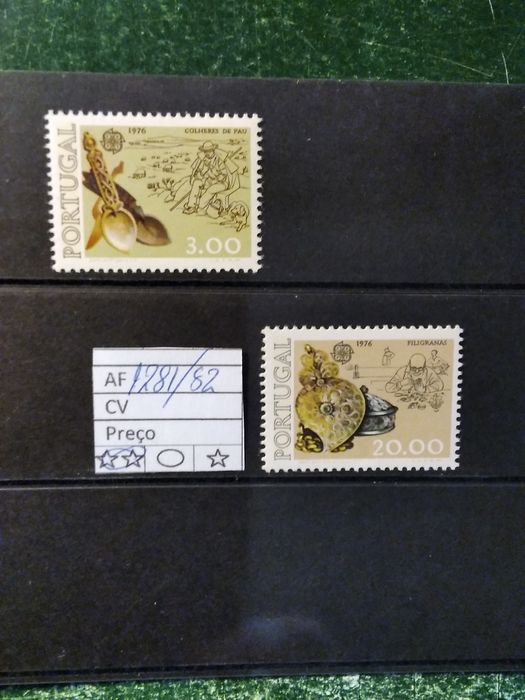 PORTUGAL
1976
COLHERES DE PAU
3.00
AF 1281/82
CV
Preço
PORTUGAL
1976
FILIGRANAS
20.00